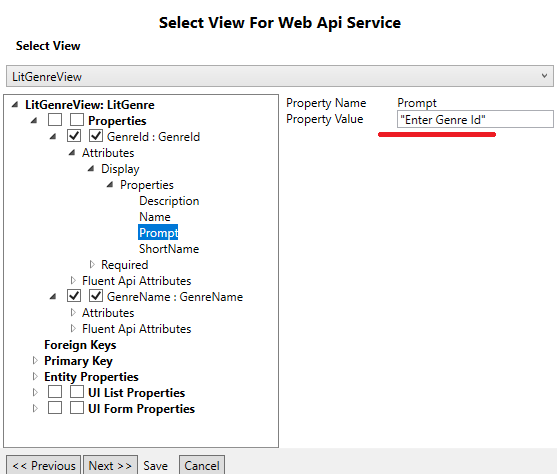 Select View For Web Api Service
Select View
LitGenreView
LitGenreView: LitGenre
Properties
GenreId : GenreId
Attributes
Display
Properties
Description
Name
Prompt
ShortName
Required
Fluent Api Attributes
GenreName : GenreName
Attributes
Fluent Api Attributes
Foreign Keys
Primary Key
Entity Properties
UI List Properties
UI Form Properties
Property Name Prompt
Property Value "Enter Genre Id"
<< Previous Next >> Save Cancel